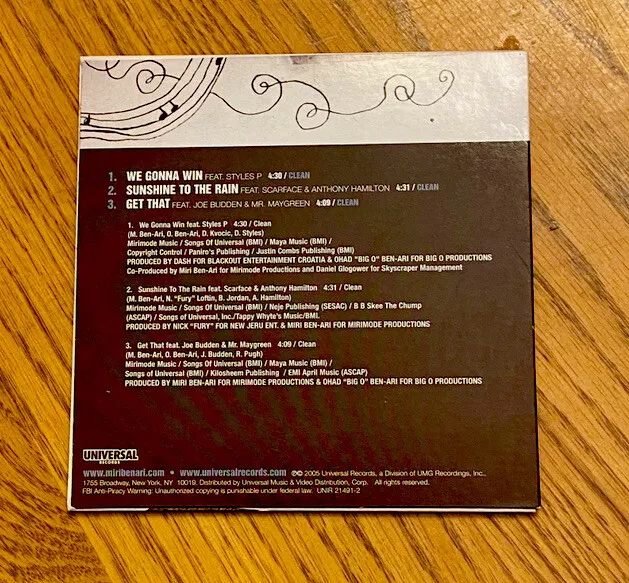 1. WE GONNA WIN FEAT. STYLES P 4:30 / CLEAN
2. SUNSHINE TO THE RAIN FEAT. SCARFACE & ANTHONY HAMILTON 4:31 / CLEAN
3. GET THAT FEAT. JOE BUDDEN & MR. MAYGREEN 4:09 / CLEAN
1. We Gonna Win feat. Styles P 4:30 / Clean
(M. Ben-Ari, O. Ben-Ari, D. Kvocic, D. Styles)
Mirimode Music / Songs Of Universal (BMI) / Maya Music (BMI) /
Copyright Control / Paniro's Publishing / Justin Combs Publishing (BMI)
PRODUCED BY DASH FOR BLACKOUT ENTERTAINMENT CROATIA & OHAD "BIG O" BEN-ARI FOR BIG O PRODUCTIONS
Co-Produced by Miri Ben-Ari for Mirimode Productions and Daniel Glogower for Skyscraper Management
2. Sunshine To The Rain feat. Scarface & Anthony Hamilton 4:31 / Clean
(M. Ben-Ari, N. "Fury" Loftin, B. Jordan, A. Hamilton)
Mirimode Music / Songs Of Universal (BMI) / Neje Publishing (SESAC) / B B Skee The Chump
(ASCAP) / Songs of Universal, Inc./Tappy Whyte's Music/BMI.
PRODUCED BY NICK "FURY" FOR NEW JERU ENT. & MIRI BEN-ARI FOR MIRIMODE PRODUCTIONS
3. Get That feat. Joe Budden & Mr. Maygreen 4:09 / Clean
(M. Ben-Ari, O. Ben-Ari, J. Budden, R. Pugh)
Mirimode Music / Songs Of Universal (BMI) / Maya Music (BMI) /
Songs of Universal (BMI) / Kilosheem Publishing / EMI April Music (ASCAP)
PRODUCED BY MIRI BEN-ARI FOR MIRIMODE PRODUCTIONS & OHAD "BIG O" BEN-ARI FOR BIG O PRODUCTIONS
UNIVERSAL
RECORDS
www.miribenari.com • www.universalrecords.com ℗© 2005 Universal Records, a Division of UMG Recordings, Inc.,
1755 Broadway, New York, NY 10019. Distributed by Universal Music & Video Distribution, Corp. All rights reserved.
FBI Anti-Piracy Warning: Unauthorized copying is punishable under federal law. UNIR 21491-2